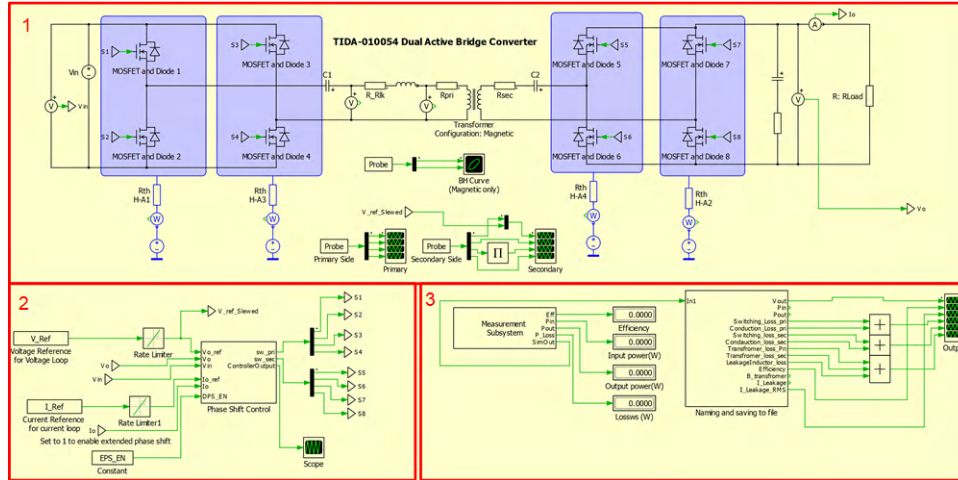 1
TIDA-010054 Dual Active Bridge Converter
S1
MOSFET and Diode 1
S3
MOSFET and Diode 3
S5
MOSFET and Diode 5
S7
MOSFET and Diode 7
A
Io
Vin
V
Vin
C1
R_Rlk
Rpri
Rsec
C2
V
V
V
R: RLoad
Transformer
Configuration: Magnetic
S2
MOSFET and Diode 2
S4
MOSFET and Diode 4
S6
MOSFET and Diode 6
S8
MOSFET and Diode 8
Probe
BH Curve
(Magnetic only)
Rth
H-A1
Rth
H-A3
Rth
H-A4
Rth
H-A2
W
W
W
W
Vo
V_ref_Slewed
Probe
Primary Side
Primary
Probe
Secondary Side
Π
Secondary
2
V_Ref
Voltage Reference
for Voltage Loop
Rate Limiter
V_ref_Slewed
Vo
Vin
Vo_ref
Vo
Vin
Io_ref
Io
DPS_EN
sw_pri
sw_sec
ControllerOutput
Phase Shift Control
I_Ref
Current Reference
for current loop
Rate Limiter1
Io
Set to 1 to enable extended phase shift
EPS_EN
Constant
S1
S2
S3
S4
S5
S6
S7
S8
Scope
3
Measurement
Subsystem
Eff
Pin
Pout
P_Loss
SimOut
0.0000
Efficiency
0.0000
Input power(W)
0.0000
Output power(W)
0.0000
Lossws (W)
In1
Vout
Pin
Pout
Switching_Loss_pri
Conduction_Loss_pri
Switching_loss_sec
Condauction_loss_sec
Transfromer_loss_Pri
Transfromer_loss_sec
LeakageInductor_loss
Efficiency
B_transfromer
I_Leakage
I_Leakage_RMS
Naming and saving to file
+
+
+
Outp